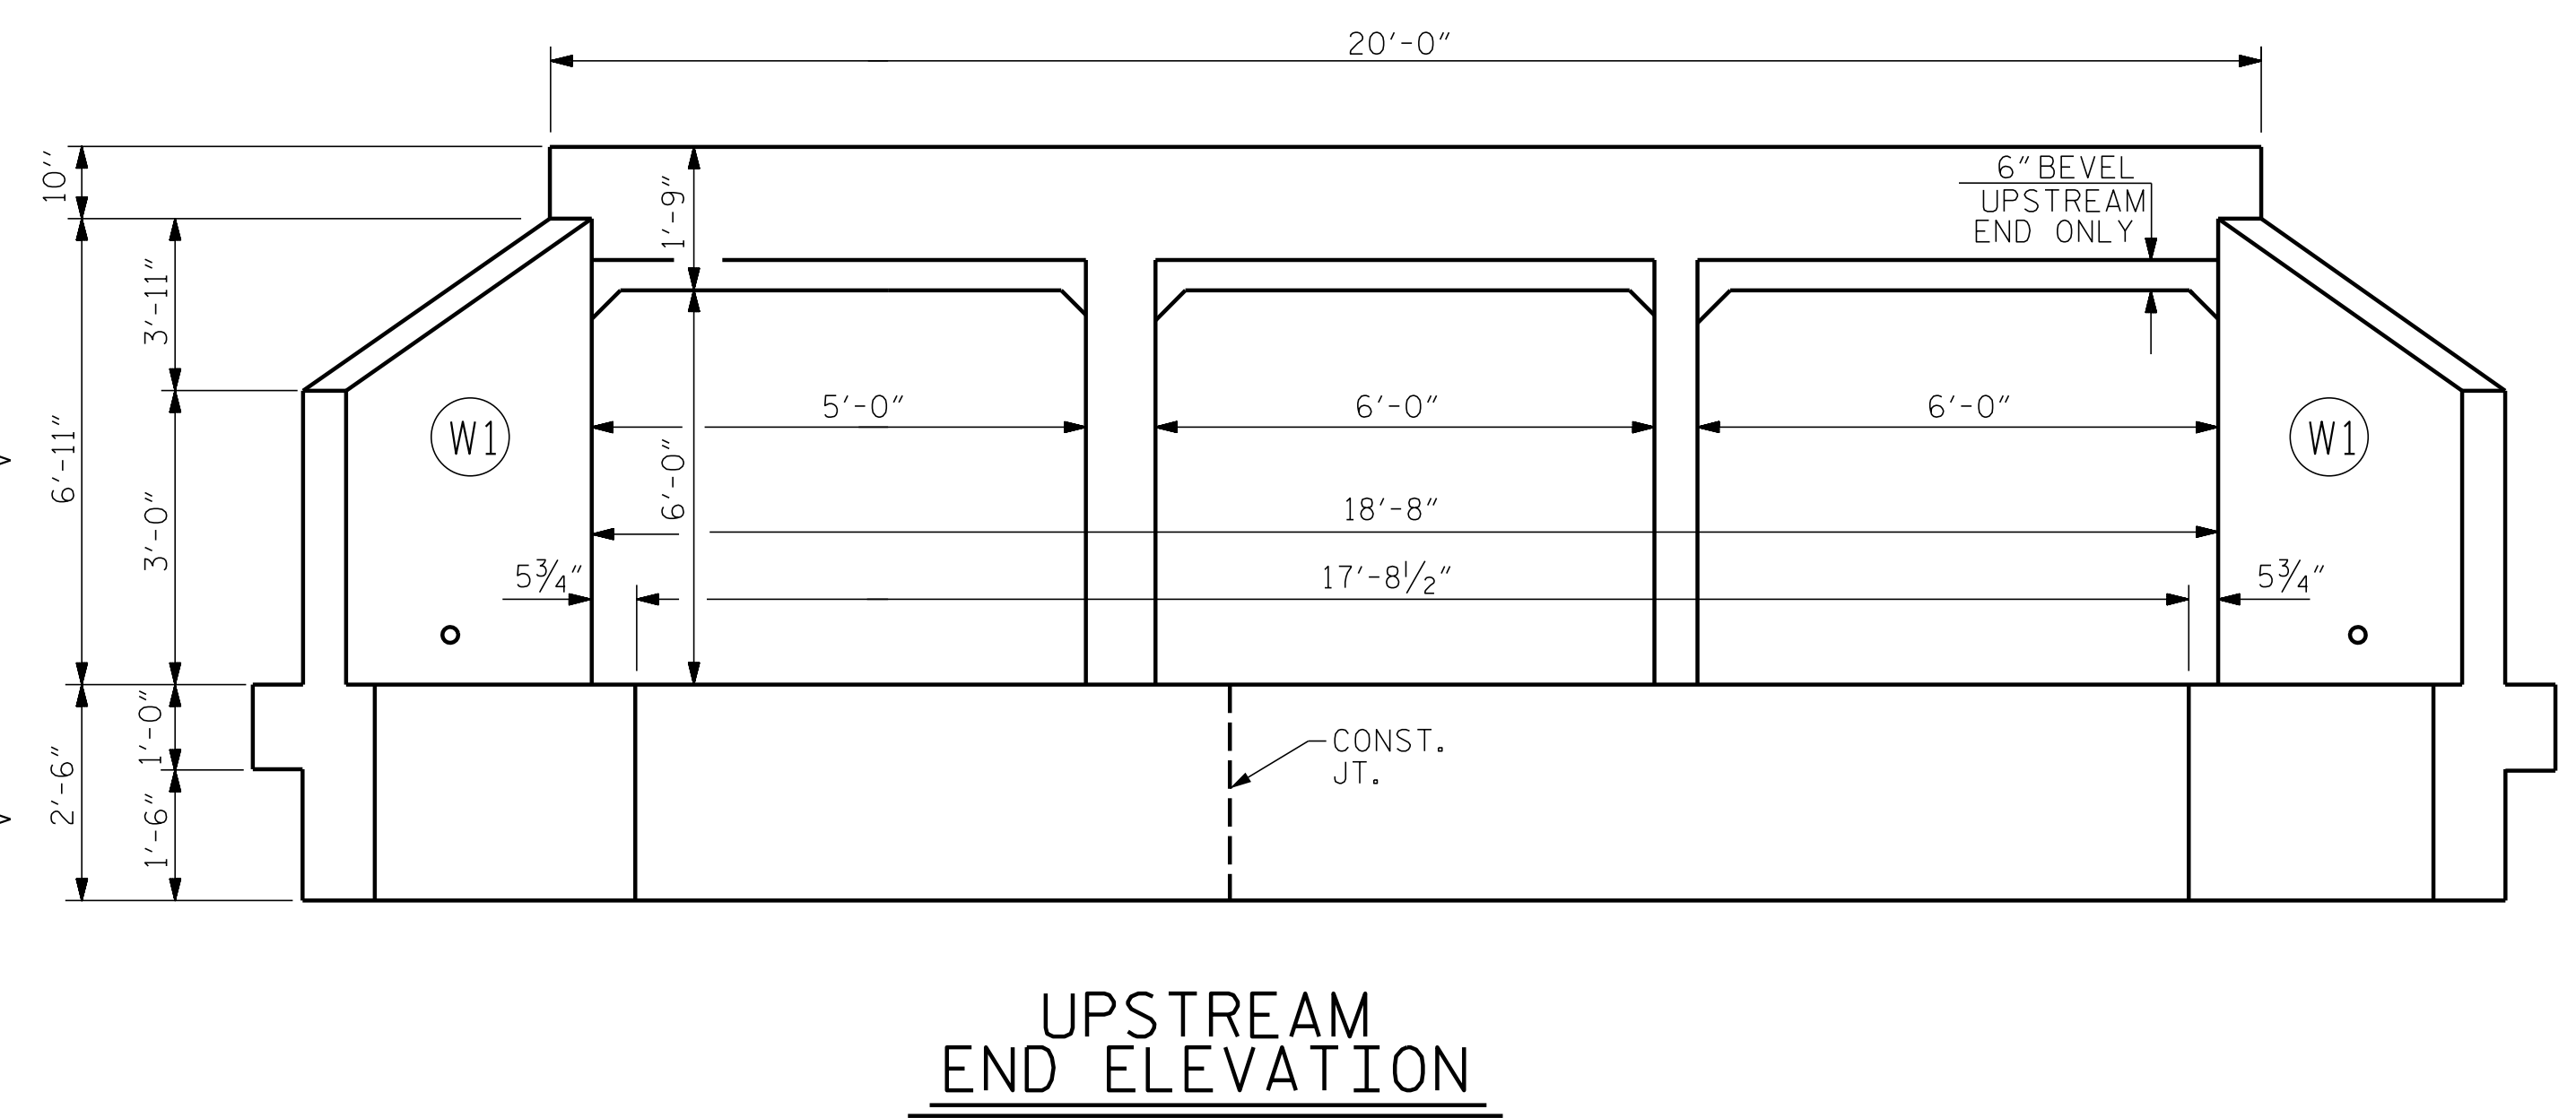 20'-0"
10''
1'-9"
6" BEVEL
UPSTREAM
END ONLY
3'-11"
6'-11"
3'-0"
W1
5'-0"
6'-0"
6'-0"
W1
6'-0"
18'-8"
5¾"
17'-8½"
5¾"
2'-6"
1'-0"
1'-6"
CONST.
JT.
UPSTREAM
END ELEVATION